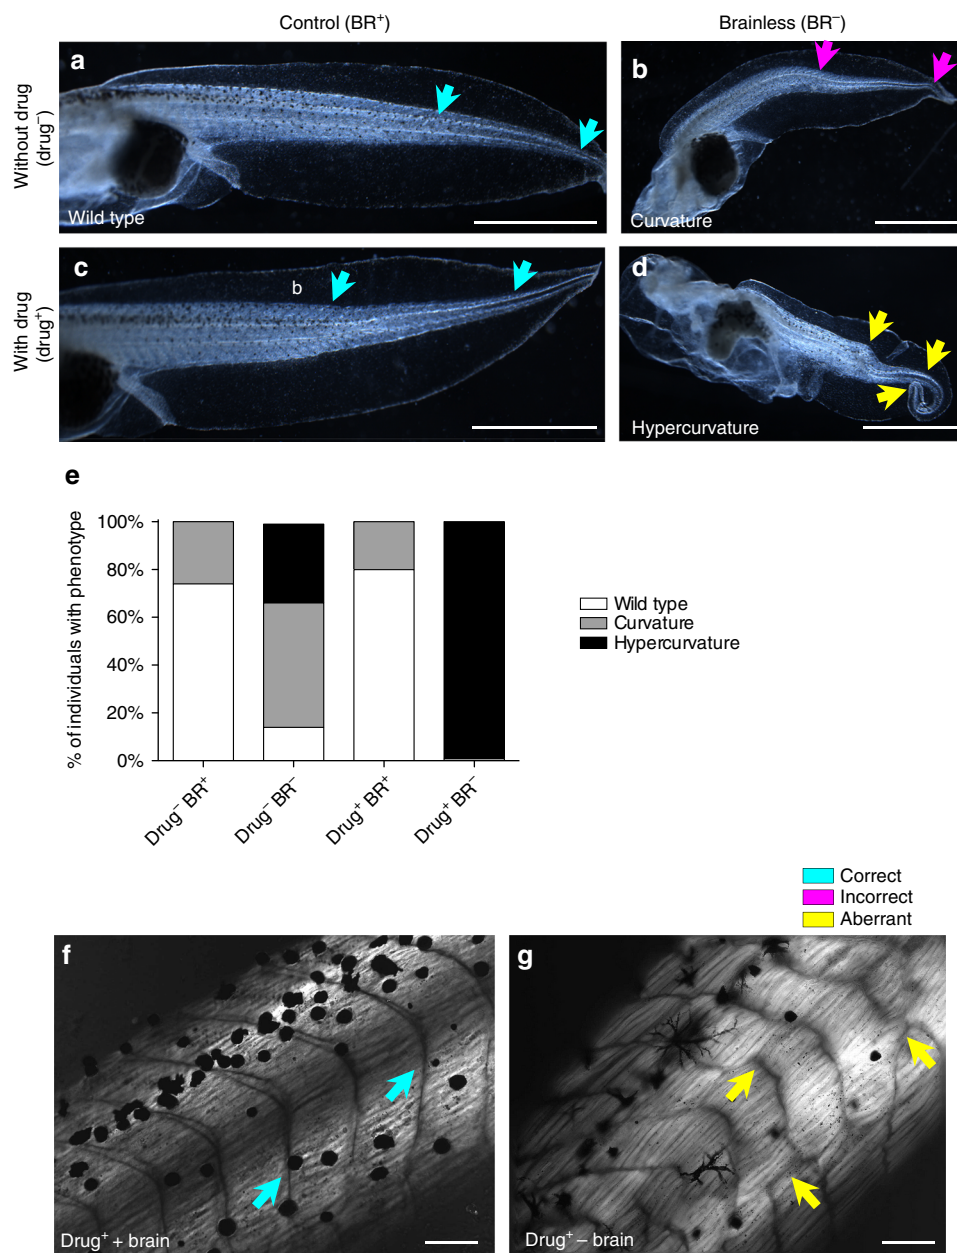 Control (BR⁺)
Brainless (BR⁻)
Without drug
(drug⁻)
a
Wild type
b
Curvature
With drug
(drug⁺)
c
b
d
Hypercurvature
e
% of individuals with phenotype
100%
80%
60%
40%
20%
0%
Drug⁻ BR⁺
Drug⁻ BR⁻
Drug⁺ BR⁺
Drug⁺ BR⁻
Wild type
Curvature
Hypercurvature
Correct
Incorrect
Aberrant
f
Drug⁺ + brain
g
Drug⁺ – brain